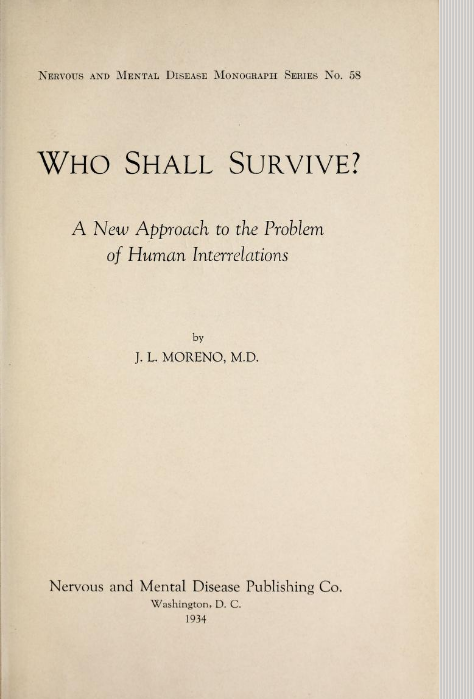 Nervous and Mental Disease Monograph Series No. 58
Who Shall Survive?
A New Approach to the Problem
of Human Interrelations
by
J. L. MORENO, M.D.
Nervous and Mental Disease Publishing Co.
Washington, D. C.
1934